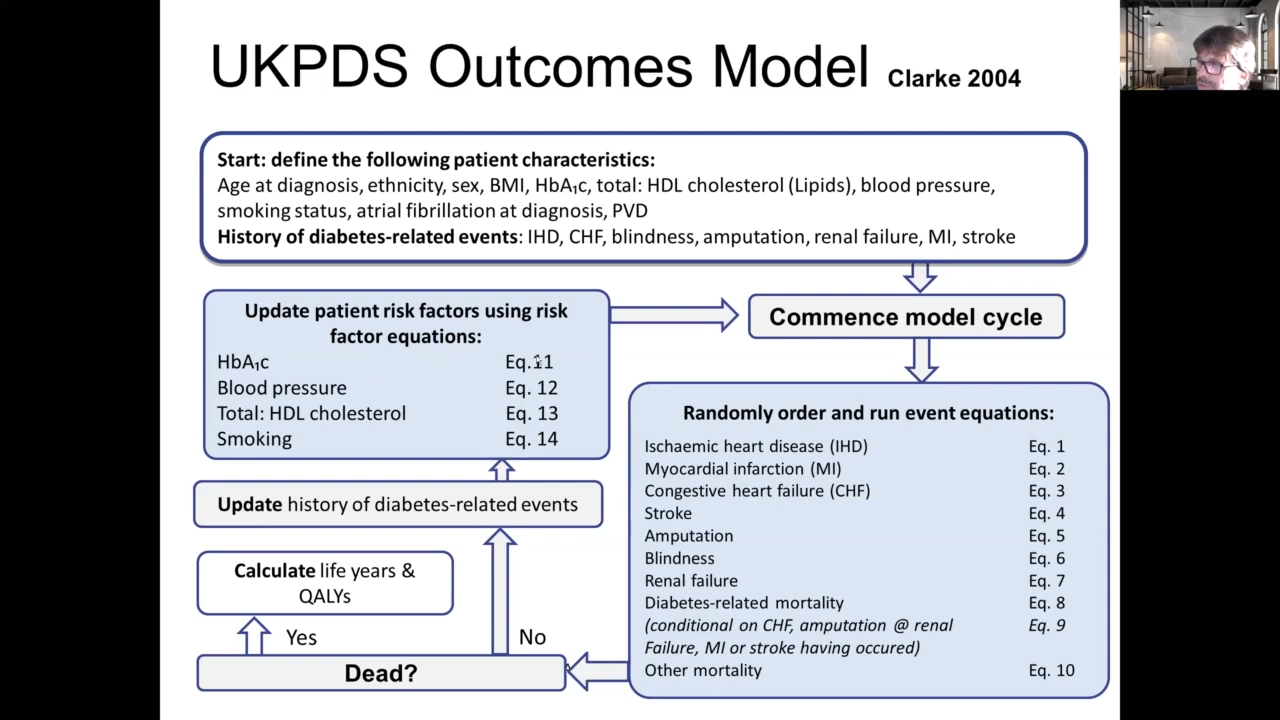 UKPDS Outcomes Model Clarke 2004
Start: define the following patient characteristics:
Age at diagnosis, ethnicity, sex, BMI, HbA₁c, total: HDL cholesterol (Lipids), blood pressure,
smoking status, atrial fibrillation at diagnosis, PVD
History of diabetes-related events: IHD, CHF, blindness, amputation, renal failure, MI, stroke
Update patient risk factors using risk
factor equations:
HbA₁c Eq.11
Blood pressure Eq. 12
Total: HDL cholesterol Eq. 13
Smoking Eq. 14
Commence model cycle
Randomly order and run event equations:
Ischaemic heart disease (IHD) Eq. 1
Myocardial infarction (MI) Eq. 2
Congestive heart failure (CHF) Eq. 3
Stroke Eq. 4
Amputation Eq. 5
Blindness Eq. 6
Renal failure Eq. 7
Diabetes-related mortality Eq. 8
(conditional on CHF, amputation @ renal Eq. 9
Failure, MI or stroke having occured)
Other mortality Eq. 10
Update history of diabetes-related events
Calculate life years &
QALYs
Yes
No
Dead?